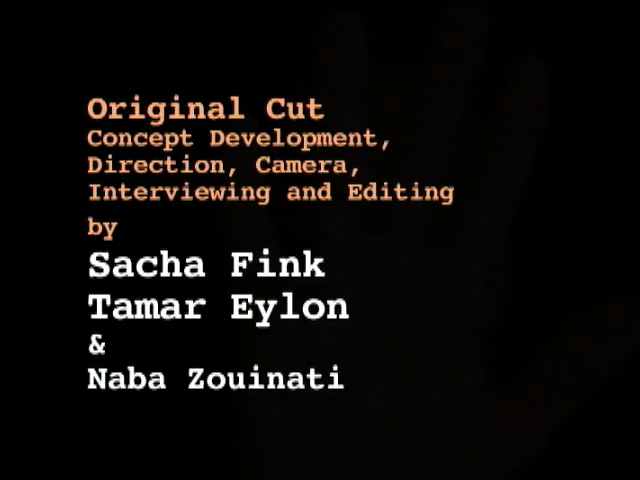 Original Cut
Concept Development,
Direction, Camera,
Interviewing and Editing
by
Sacha Fink
Tamar Eylon
&
Naba Zouinati